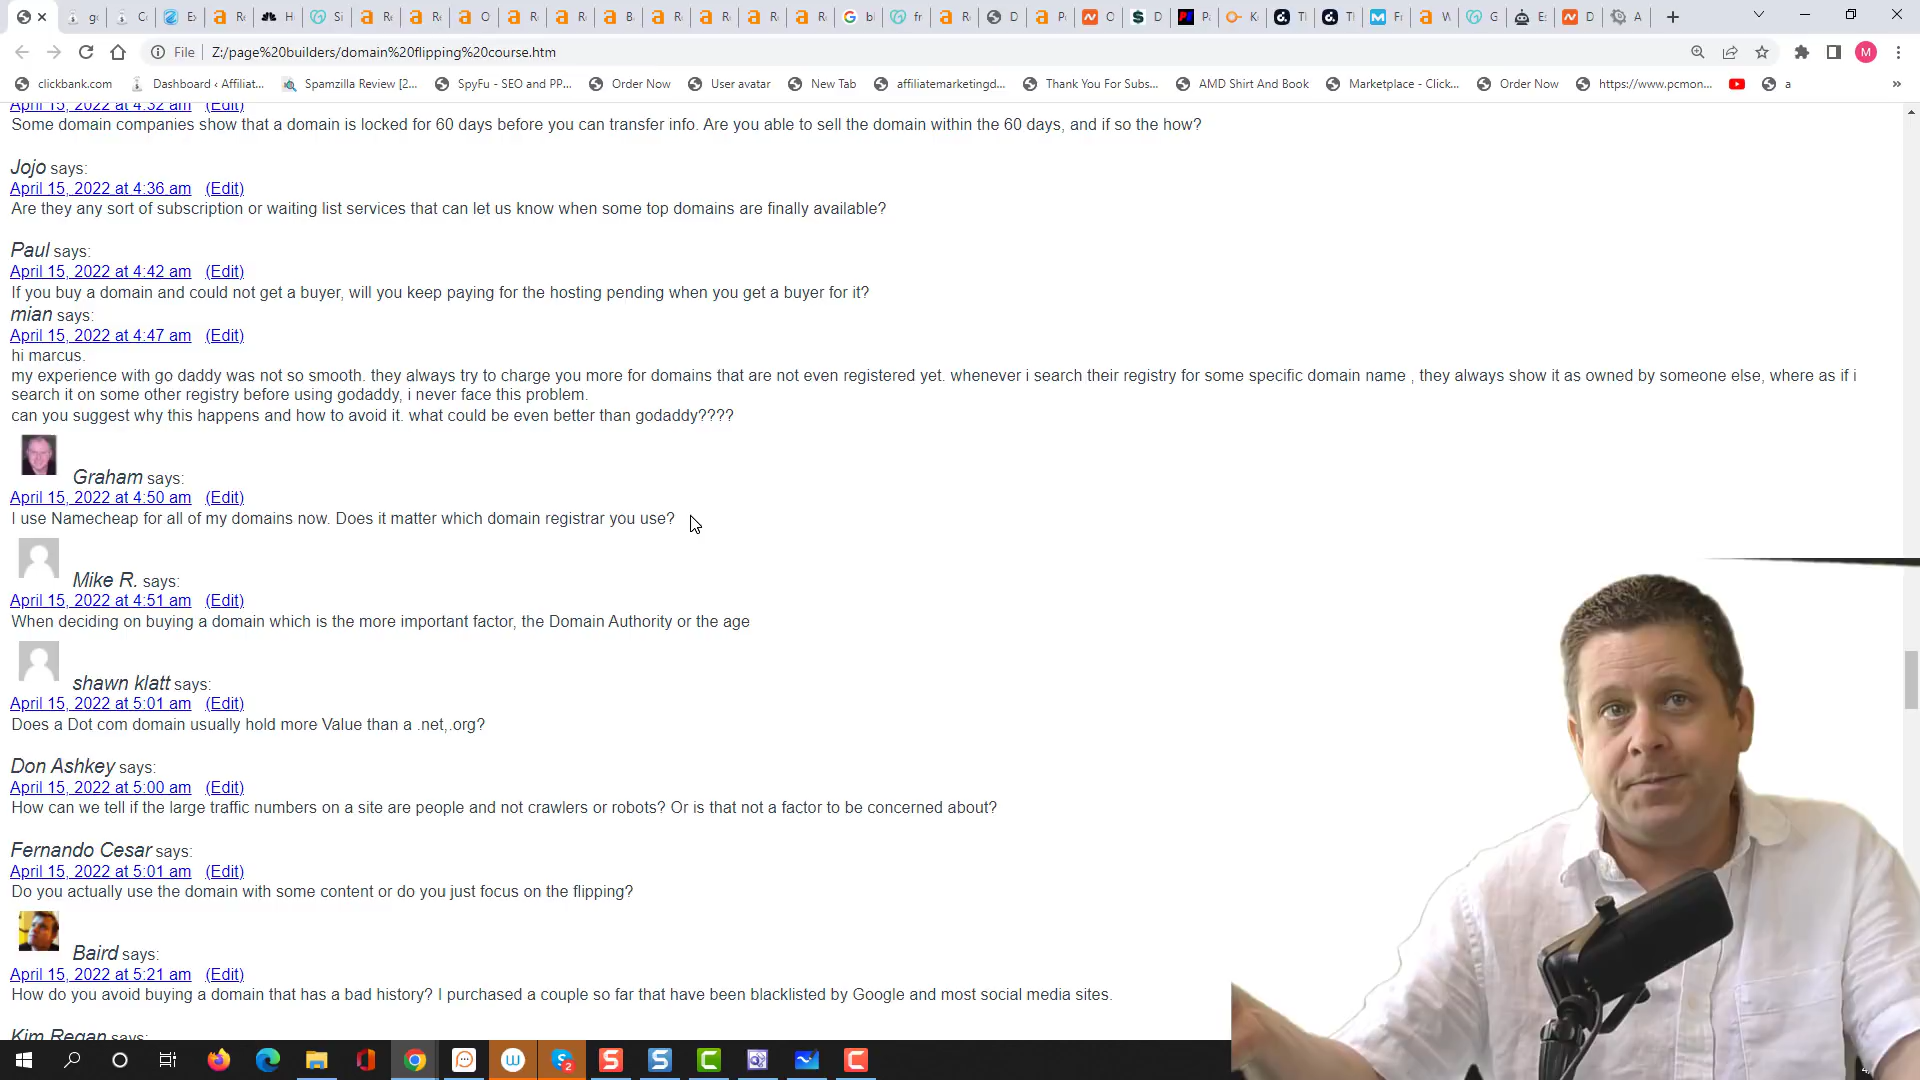 File Z:/page%20builders/domain%20flipping%20course.htm
clickbank.com Dashboard ‹ Affiliat... Spamzilla Review [2... SpyFu - SEO and PP... Order Now User avatar New Tab affiliatemarketingd... Thank You For Subs... AMD Shirt And Book Marketplace - Click... Order Now https://www.pcmon... a »
April 15, 2022 at 4:32 am (Edit)
Some domain companies show that a domain is locked for 60 days before you can transfer info. Are you able to sell the domain within the 60 days, and if so the how?
Jojo says:
April 15, 2022 at 4:36 am (Edit)
Are they any sort of subscription or waiting list services that can let us know when some top domains are finally available?
Paul says:
April 15, 2022 at 4:42 am (Edit)
If you buy a domain and could not get a buyer, will you keep paying for the hosting pending when you get a buyer for it?
mian says:
April 15, 2022 at 4:47 am (Edit)
hi marcus.
my experience with go daddy was not so smooth. they always try to charge you more for domains that are not even registered yet. whenever i search their registry for some specific domain name , they always show it as owned by someone else, where as if i
search it on some other registry before using godaddy, i never face this problem.
can you suggest why this happens and how to avoid it. what could be even better than godaddy????
Graham says:
April 15, 2022 at 4:50 am (Edit)
I use Namecheap for all of my domains now. Does it matter which domain registrar you use?
Mike R. says:
April 15, 2022 at 4:51 am (Edit)
When deciding on buying a domain which is the more important factor, the Domain Authority or the age
shawn klatt says:
April 15, 2022 at 5:01 am (Edit)
Does a Dot com domain usually hold more Value than a .net,.org?
Don Ashkey says:
April 15, 2022 at 5:00 am (Edit)
How can we tell if the large traffic numbers on a site are people and not crawlers or robots? Or is that not a factor to be concerned about?
Fernando Cesar says:
April 15, 2022 at 5:01 am (Edit)
Do you actually use the domain with some content or do you just focus on the flipping?
Baird says:
April 15, 2022 at 5:21 am (Edit)
How do you avoid buying a domain that has a bad history? I purchased a couple so far that have been blacklisted by Google and most social media sites.
Kim Regan says: